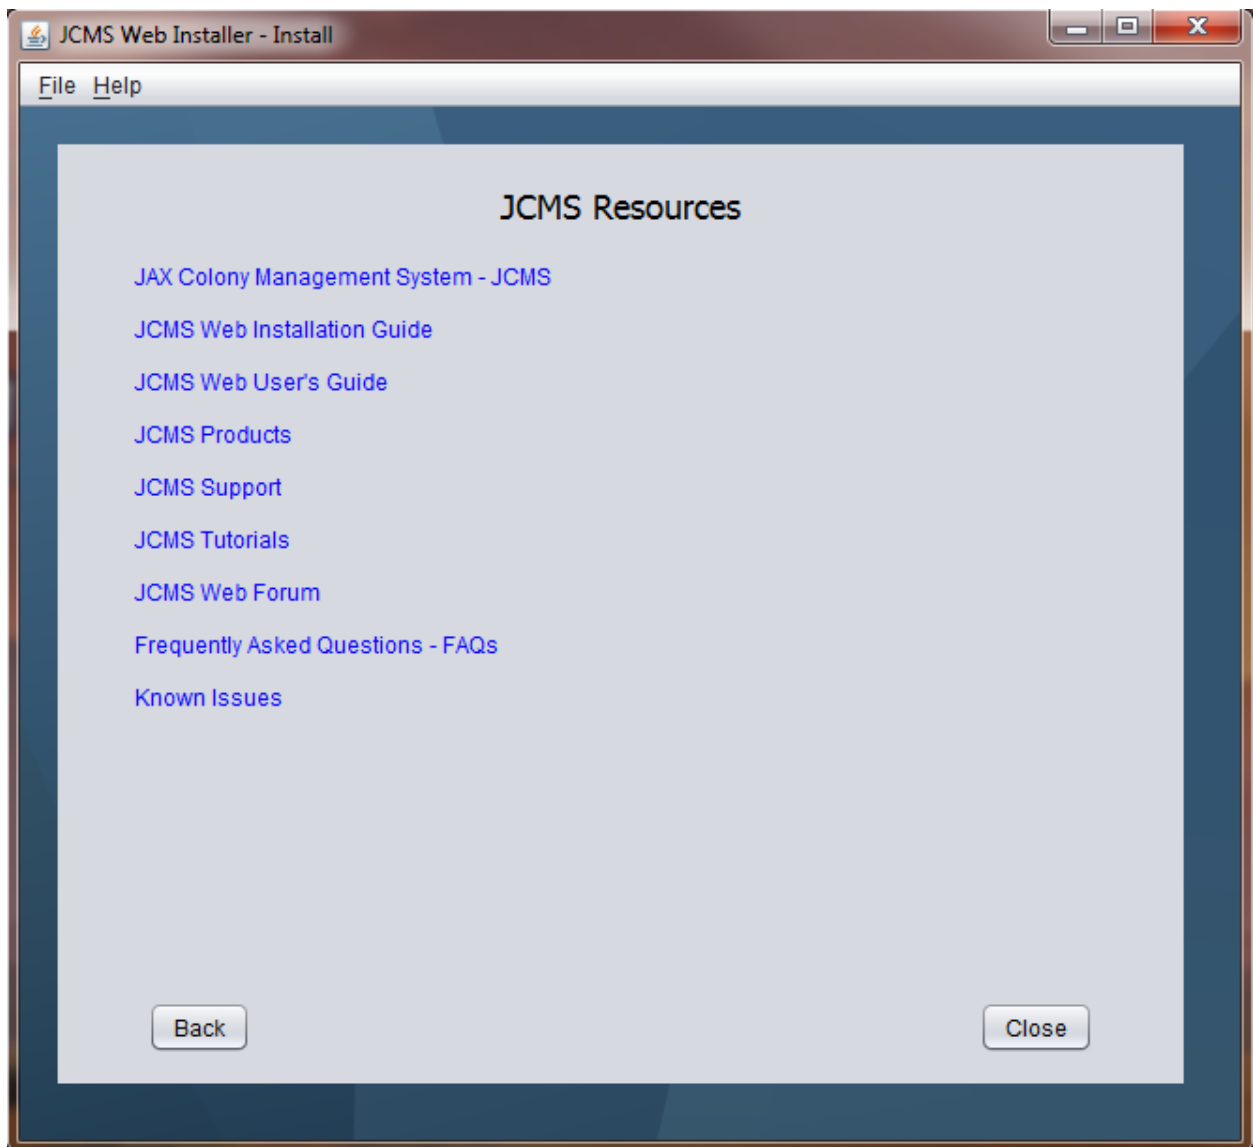 JCMS Web Installer - Install
File Help
JCMS Resources
JAX Colony Management System - JCMS
JCMS Web Installation Guide
JCMS Web User's Guide
JCMS Products
JCMS Support
JCMS Tutorials
JCMS Web Forum
Frequently Asked Questions - FAQs
Known Issues
Back Close